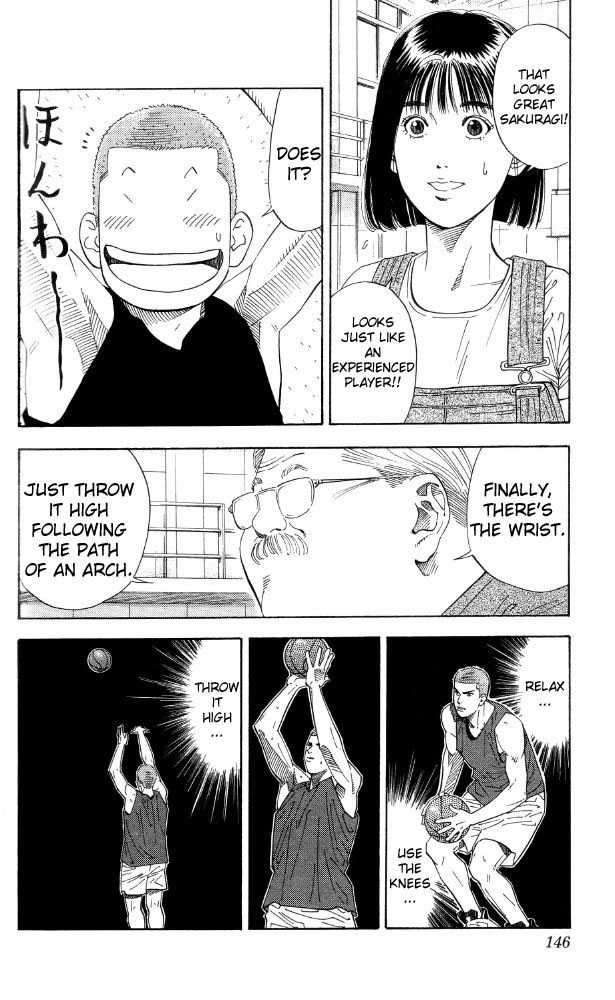 THAT
LOOKS
GREAT
SAKURAGI!
LOOKS
JUST LIKE
AN
EXPERIENCED
PLAYER!!
DOES
IT?
ほんわ〜
FINALLY,
THERE'S
THE WRIST.
JUST THROW
IT HIGH
FOLLOWING
THE PATH
OF AN ARCH.
RELAX
...
USE
THE
KNEES
...
THROW
IT
HIGH
...
146